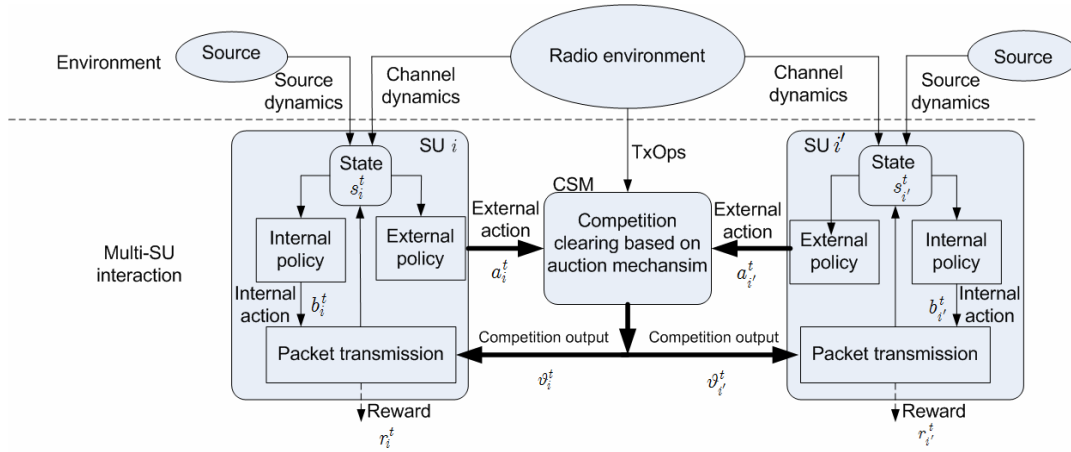 Environment
Source
Source dynamics
Channel dynamics
Radio environment
Channel dynamics
Source dynamics
Source
TxOps
Multi-SU interaction
SU i
State
s_i^t
Internal policy
External policy
Internal action
b_i^t
Packet transmission
Reward
r_i^t
External action
a_i^t
CSM
Competition
clearing based on
auction mechansim
External action
a_{i'}^t
Competition output
ϑ_i^t
Competition output
ϑ_{i'}^t
SU i'
State
s_{i'}^t
External policy
Internal policy
b_{i'}^t
Internal action
Packet transmission
Reward
r_{i'}^t